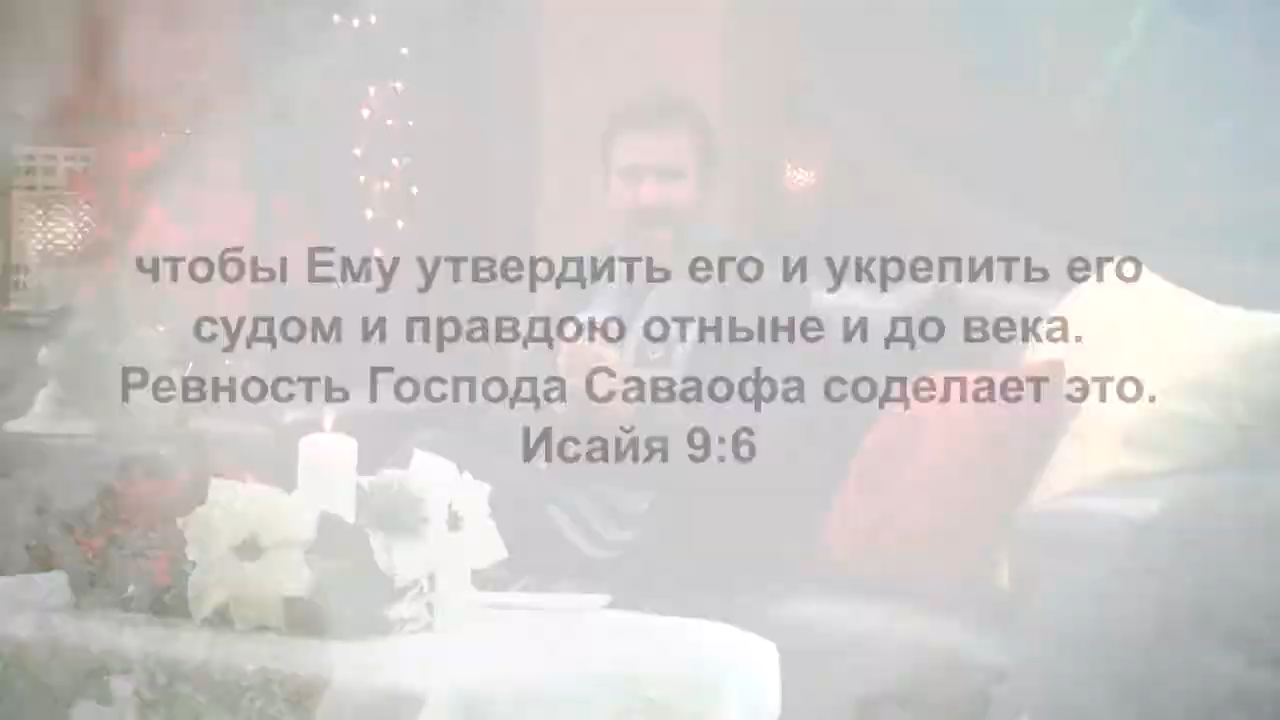 чтобы Ему утвердить его и укрепить его
судом и правдою отныне и до века.
Ревность Господа Саваофа соделает это.
Исайя 9:6